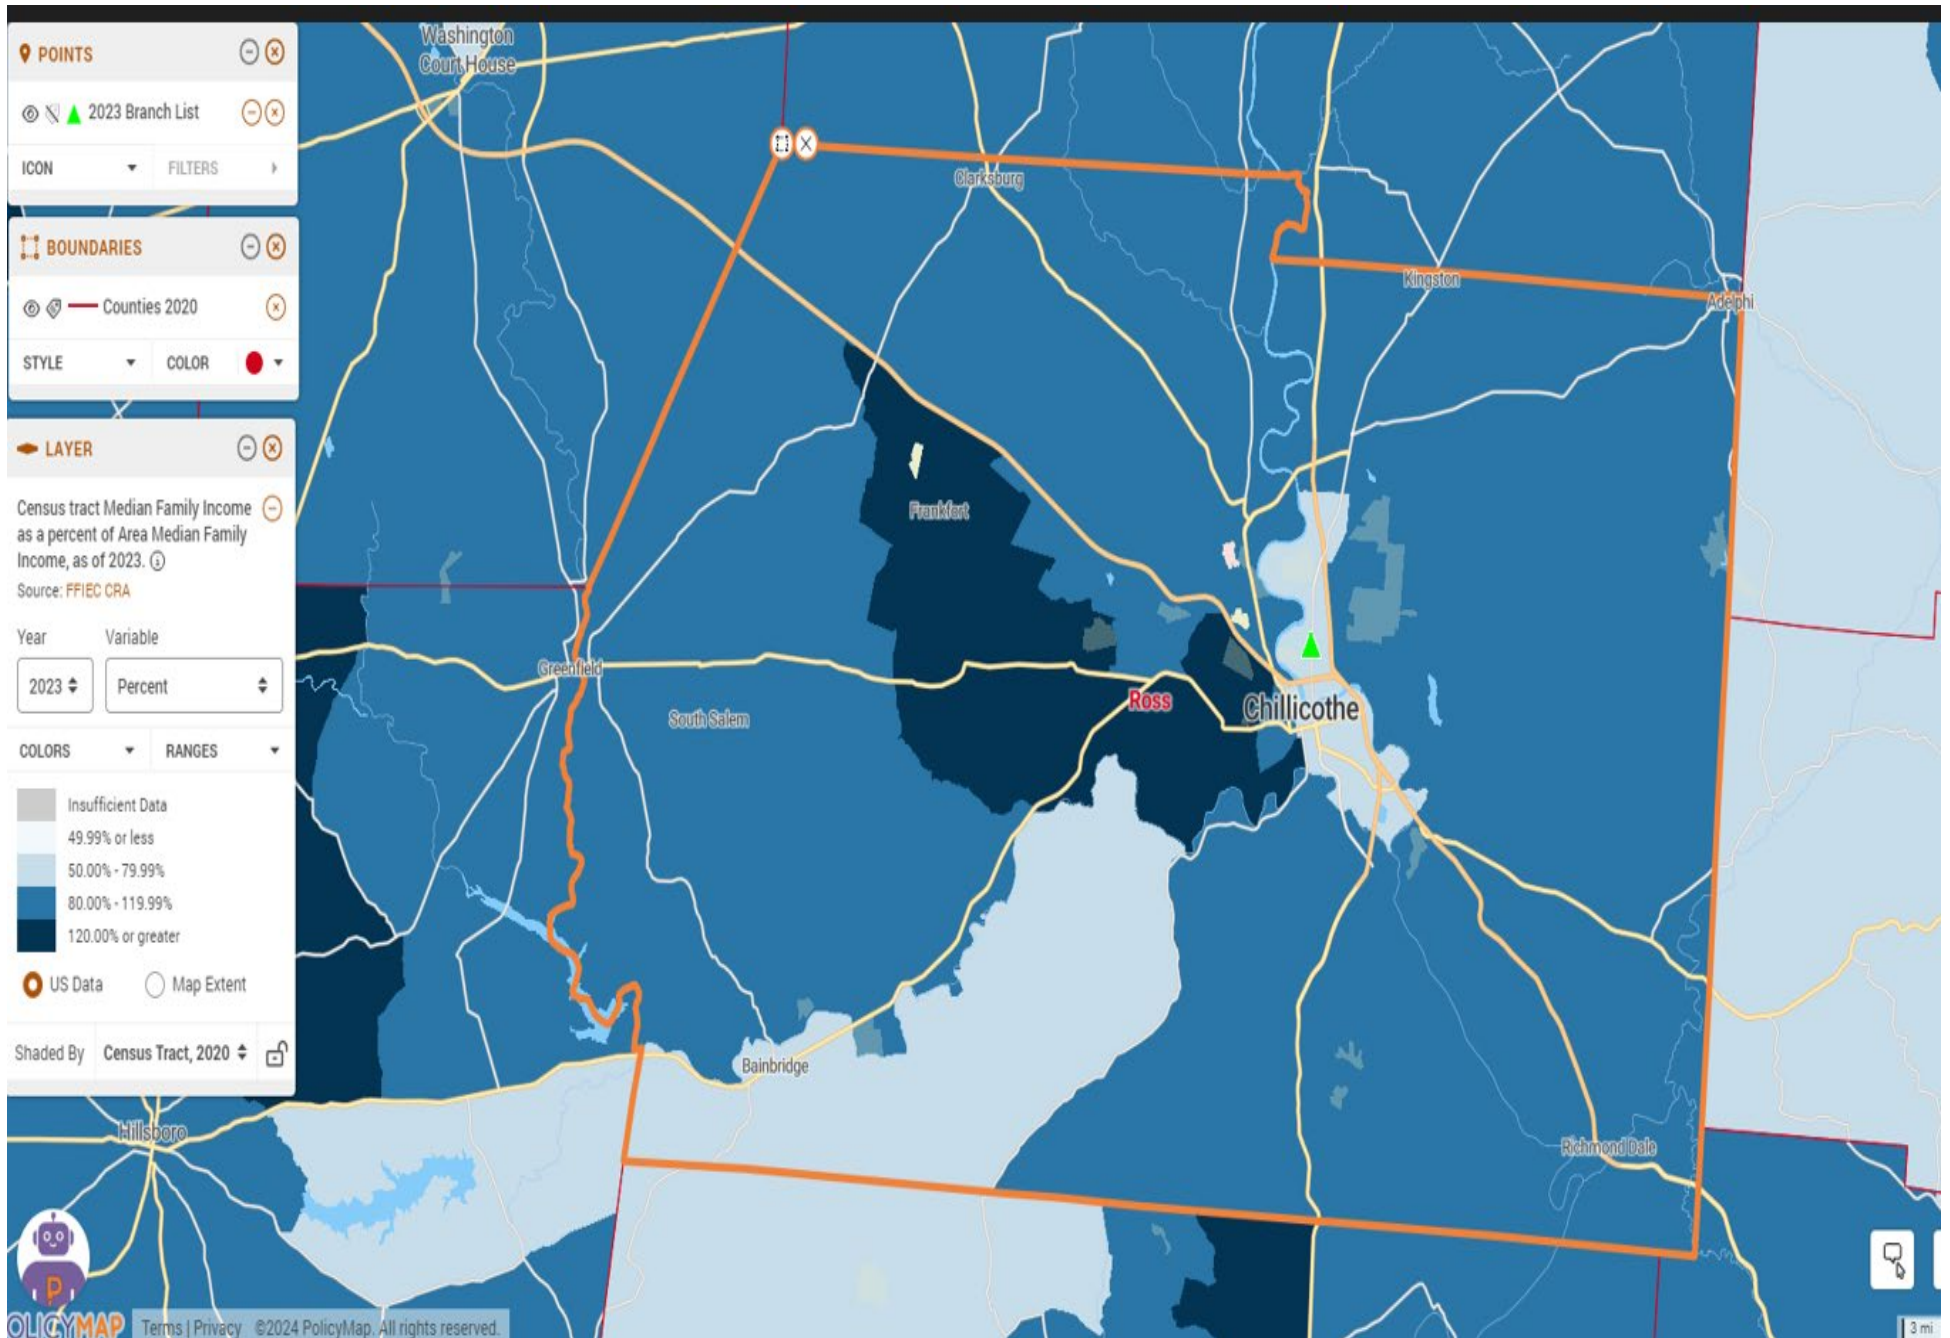 POINTS
2023 Branch List
ICON
FILTERS
BOUNDARIES
Counties 2020
STYLE
COLOR
LAYER
Census tract Median Family Income
as a percent of Area Median Family
Income, as of 2023.
Source: FFIEC CRA
Year
Variable
2023
Percent
COLORS
RANGES
Insufficient Data
49.99% or less
50.00% - 79.99%
80.00% - 119.99%
120.00% or greater
US Data
Map Extent
Shaded By
Census Tract, 2020
Washington
Court House
Clarksburg
Kingston
Adelphi
Frankfort
Greenfield
South Salem
Ross
Chillicothe
Bainbridge
Hillsboro
Richmond Dale
P
OLICYMAP
Terms | Privacy ©2024 PolicyMap. All rights reserved.
3 mi